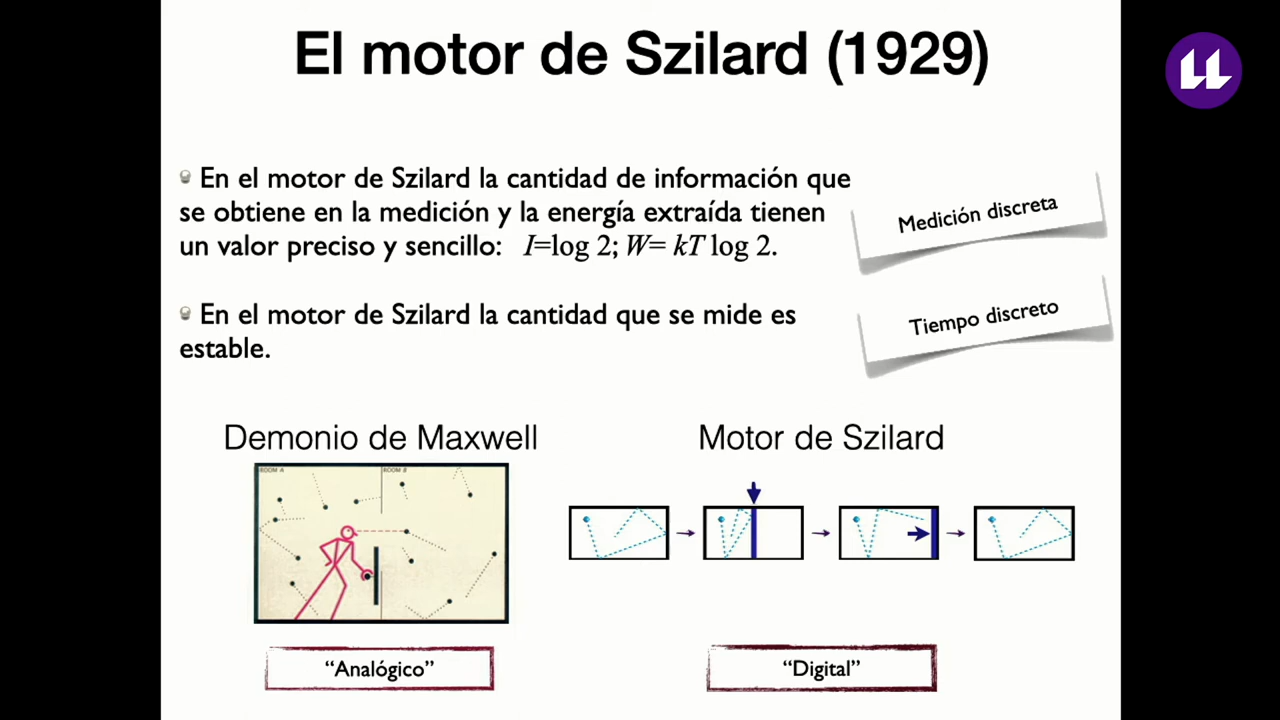 El motor de Szilard (1929)
En el motor de Szilard la cantidad de información que
se obtiene en la medición y la energía extraída tienen
un valor preciso y sencillo: I=log 2; W= kT log 2.
Medición discreta
En el motor de Szilard la cantidad que se mide es
estable.
Tiempo discreto
Demonio de Maxwell
ROOM A
ROOM B
"Analógico"
Motor de Szilard
"Digital"